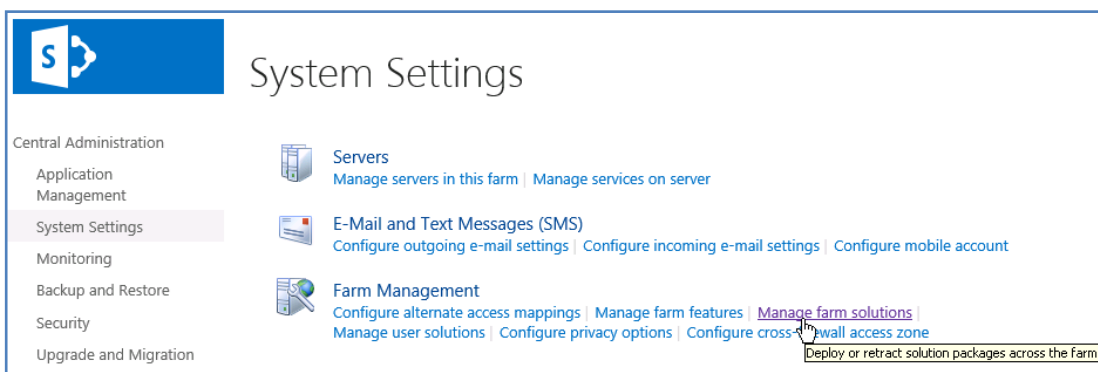 S
System Settings
Central Administration
Application
Management
System Settings
Monitoring
Backup and Restore
Security
Upgrade and Migration
Servers
Manage servers in this farm | Manage services on server
E-Mail and Text Messages (SMS)
Configure outgoing e-mail settings | Configure incoming e-mail settings | Configure mobile account
Farm Management
Configure alternate access mappings | Manage farm features | Manage farm solutions |
Manage user solutions | Configure privacy options | Configure cross-firewall access zone
Deploy or retract solution packages across the farm